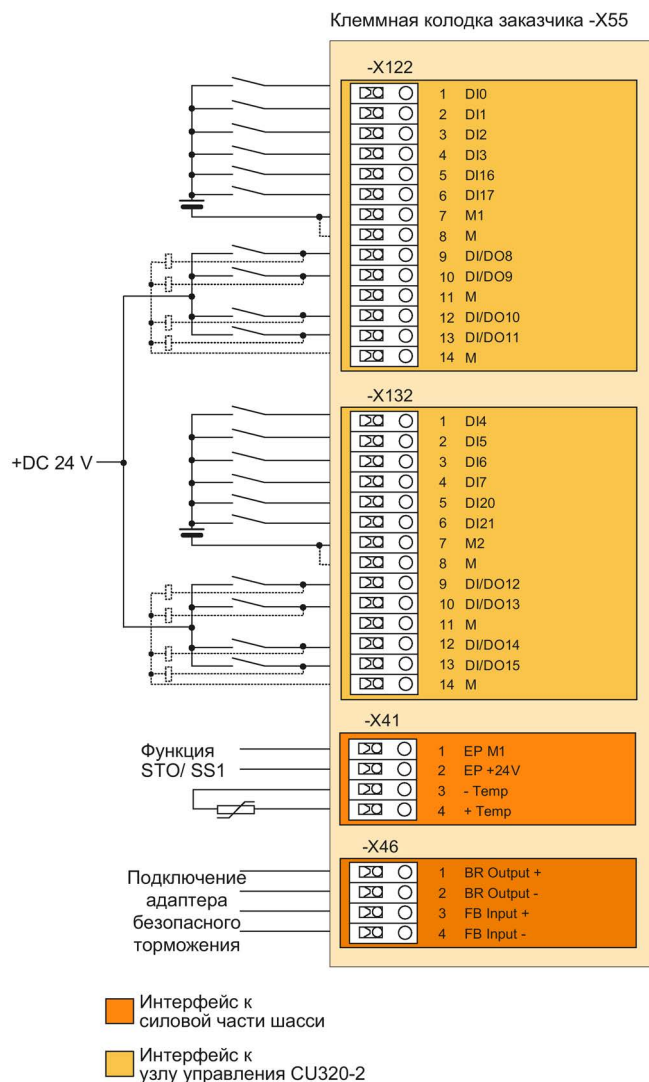 Клеммная колодка заказчика -X55
-X122
1 DI0
2 DI1
3 DI2
4 DI3
5 DI16
6 DI17
7 M1
8 M
9 DI/DO8
10 DI/DO9
11 M
12 DI/DO10
13 DI/DO11
14 M
-X132
1 DI4
2 DI5
3 DI6
4 DI7
5 DI20
6 DI21
7 M2
8 M
9 DI/DO12
10 DI/DO13
11 M
12 DI/DO14
13 DI/DO15
14 M
+DC 24 V
-X41
Функция
STO/ SS1
1 EP M1
2 EP +24V
3 - Temp
4 + Temp
-X46
Подключение
адаптера
безопасного
торможения
1 BR Output +
2 BR Output -
3 FB Input +
4 FB Input -
Интерфейс к
силовой части шасси
Интерфейс к
узлу управления CU320-2